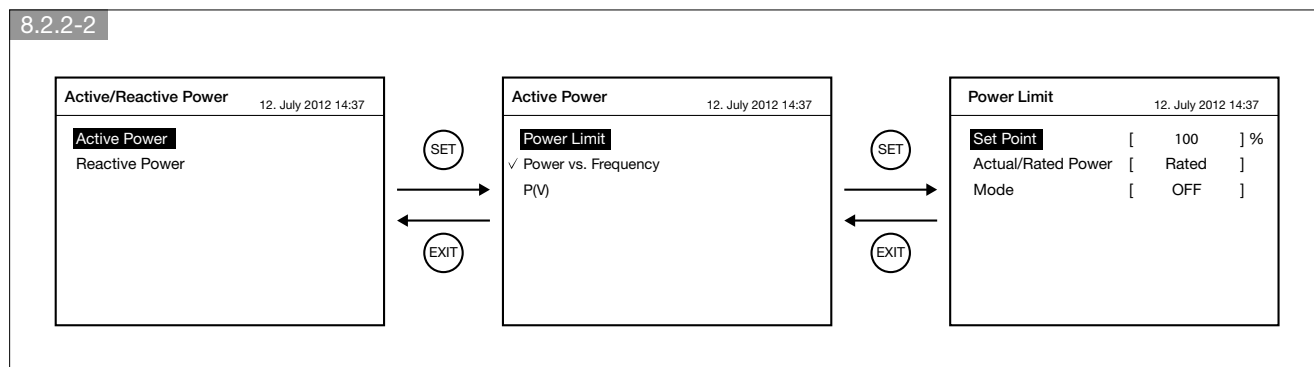 8.2.2-2
Active/Reactive Power 12. July 2012 14:37
Active Power
Reactive Power
SET
EXIT
Active Power 12. July 2012 14:37
Power Limit
√ Power vs. Frequency
P(V)
SET
EXIT
Power Limit 12. July 2012 14:37
Set Point [ 100 ] %
Actual/Rated Power [ Rated ]
Mode [ OFF ]